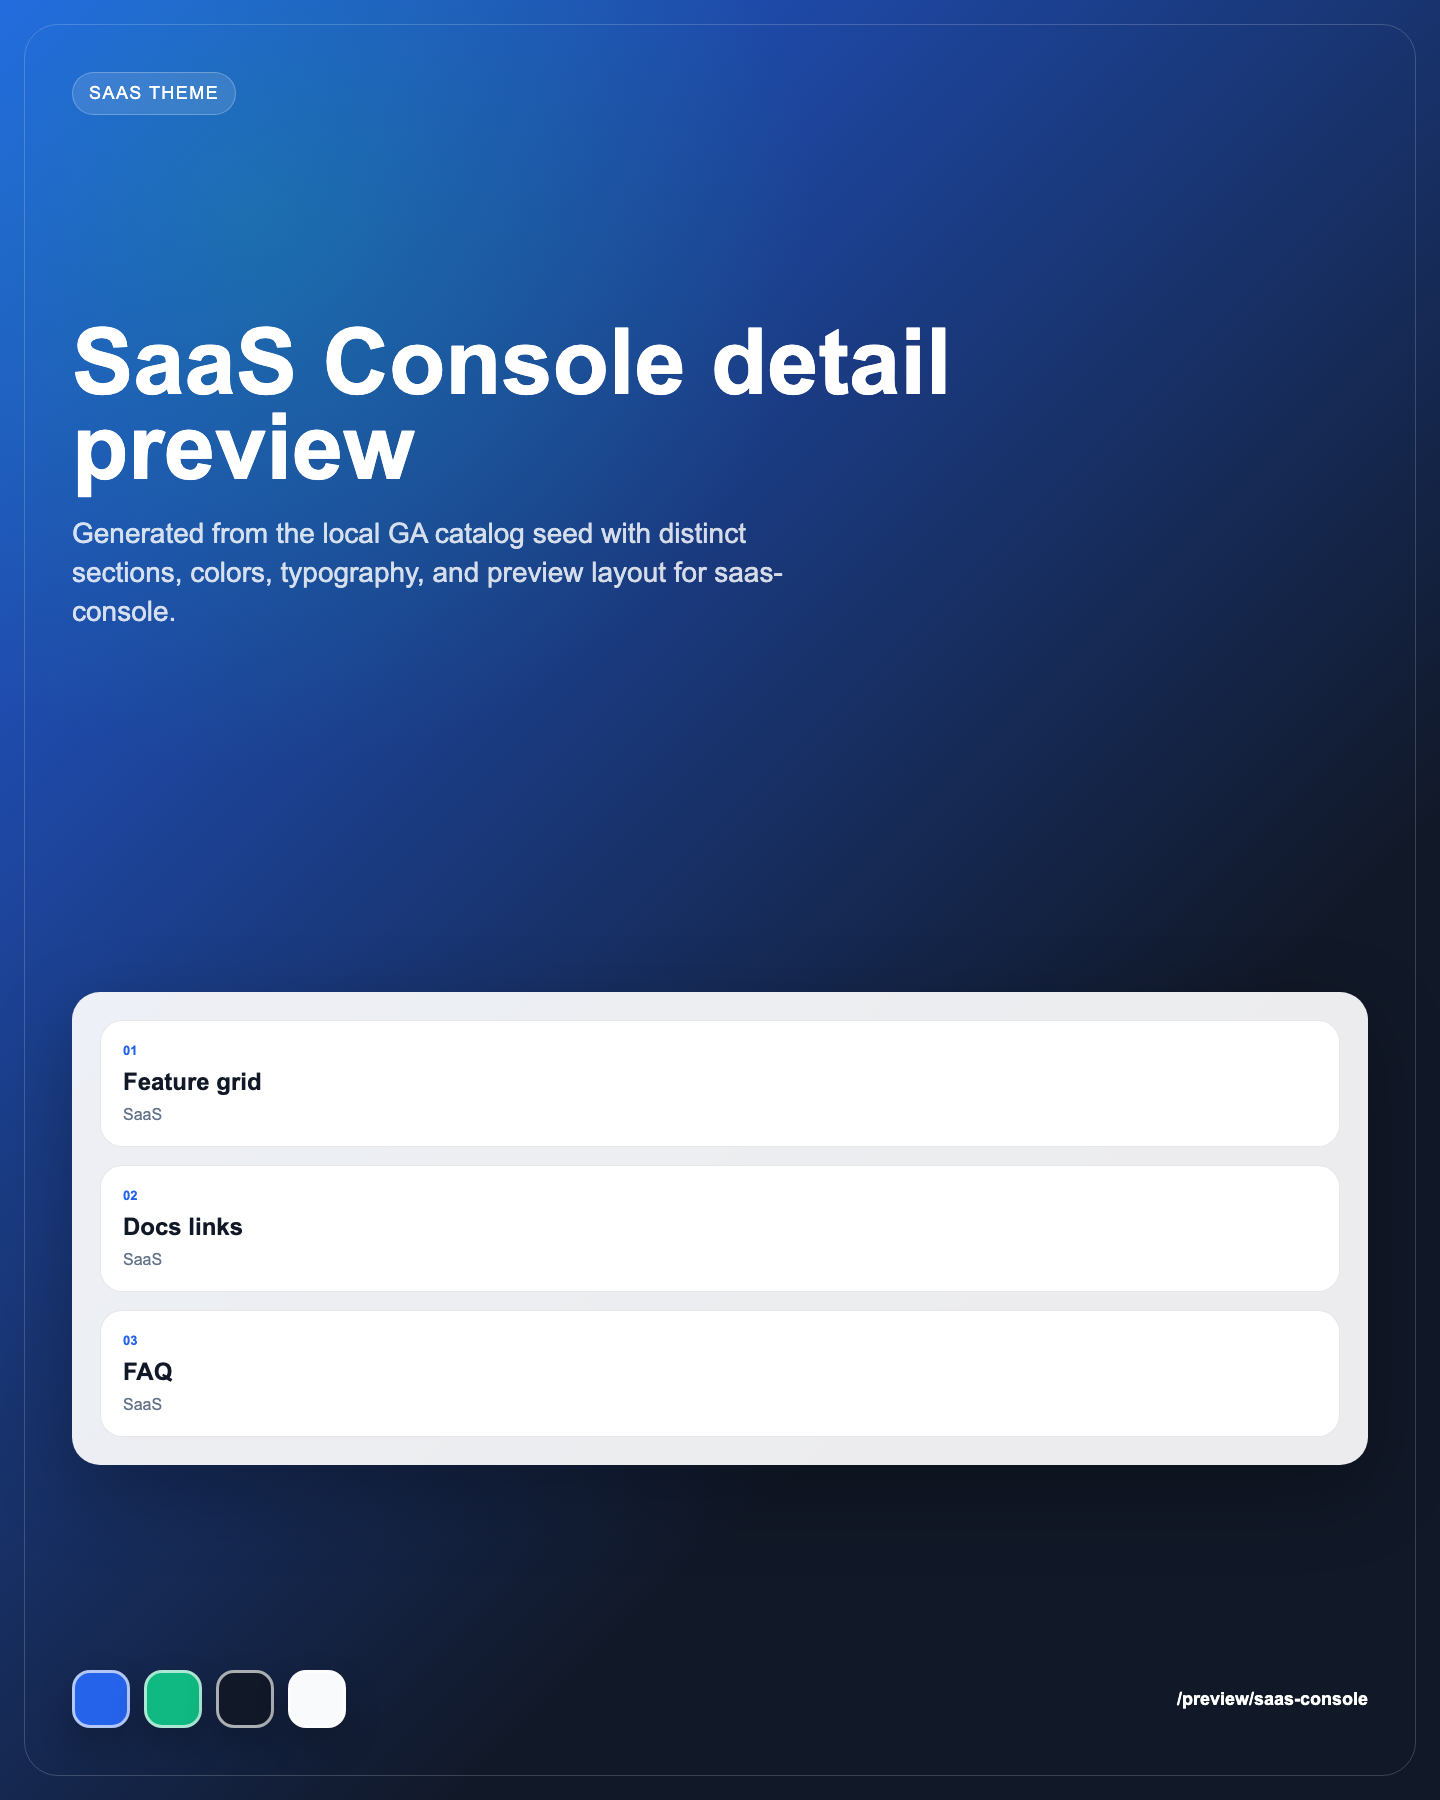 SAAS THEME
SaaS Console detail
preview
Generated from the local GA catalog seed with distinct
sections, colors, typography, and preview layout for saas-
console.
01
Feature grid
SaaS
02
Docs links
SaaS
03
FAQ
SaaS
/preview/saas-console